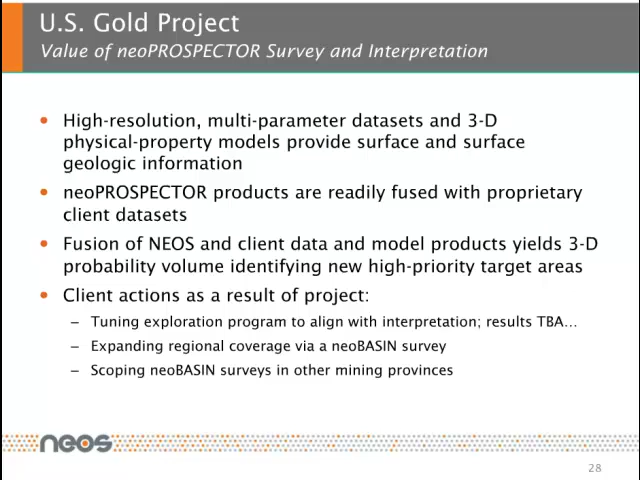 U.S. Gold Project
Value of neoPROSPECTOR Survey and Interpretation
• High-resolution, multi-parameter datasets and 3-D
physical-property models provide surface and surface
geologic information
• neoPROSPECTOR products are readily fused with proprietary
client datasets
• Fusion of NEOS and client data and model products yields 3-D
probability volume identifying new high-priority target areas
• Client actions as a result of project:
– Tuning exploration program to align with interpretation; results TBA…
– Expanding regional coverage via a neoBASIN survey
– Scoping neoBASIN surveys in other mining provinces
neos
28